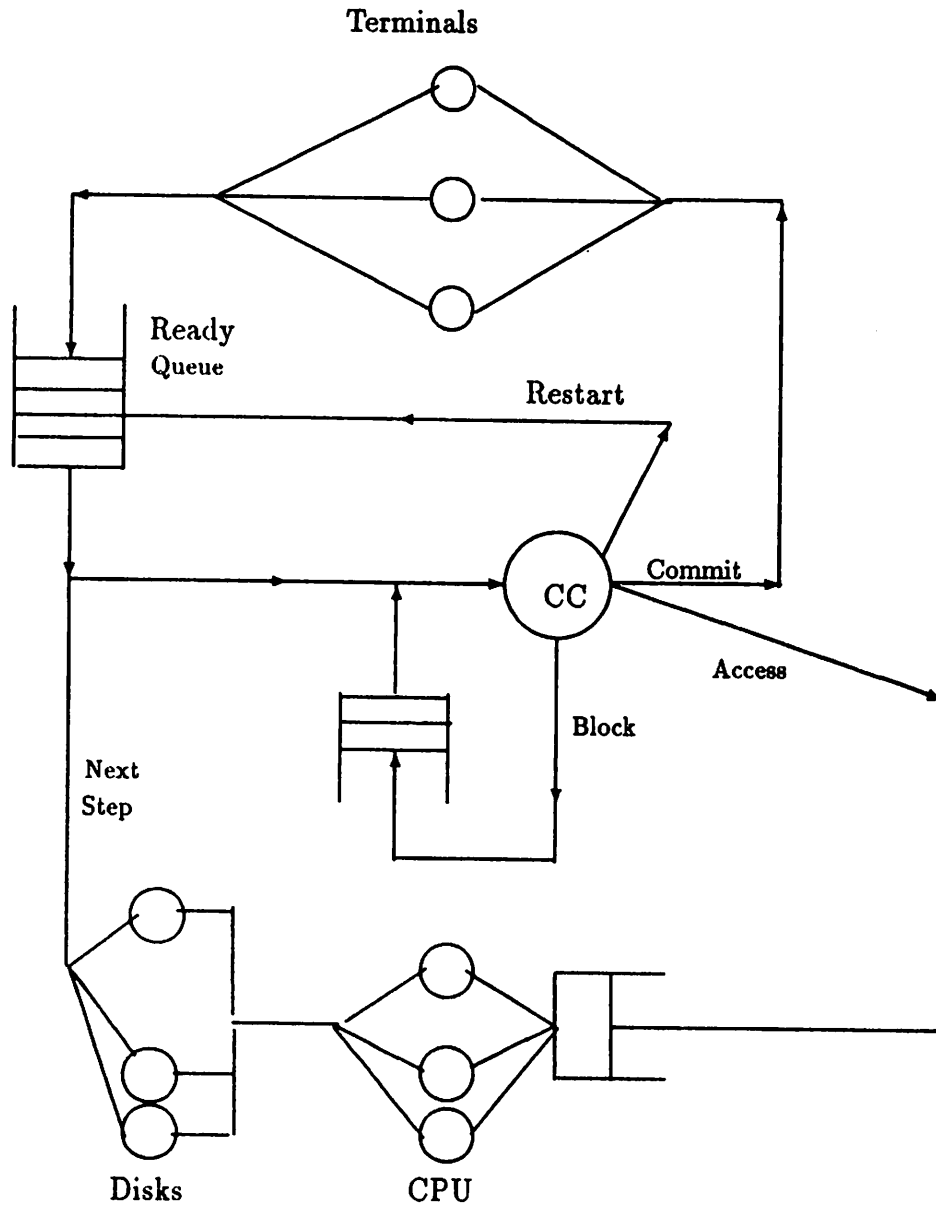 Terminals
Ready
Queue
Restart
CC
Commit
Access
Block
Next
Step
Disks
CPU